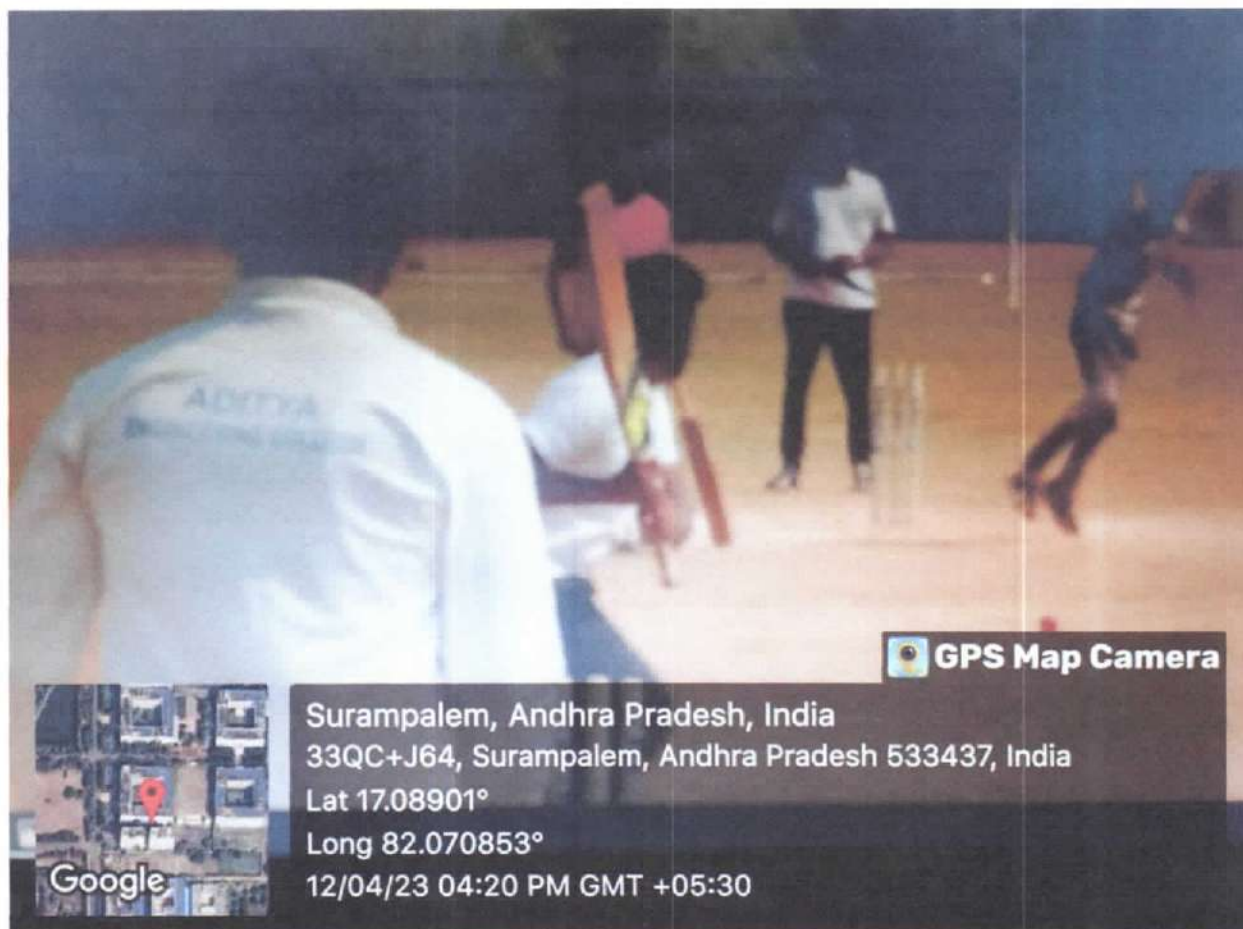 ADITYA
GPS Map Camera
Surampalem, Andhra Pradesh, India
33QC+J64, Surampalem, Andhra Pradesh 533437, India
Lat 17.08901°
Long 82.070853°
12/04/23 04:20 PM GMT +05:30
Google